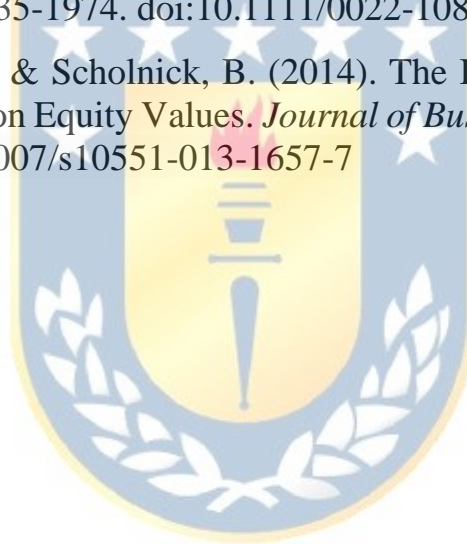 35-1974. doi:10.1111/0022-108
& Scholnick, B. (2014). The
on Equity Values. Journal of Bu
007/s10551-013-1657-7